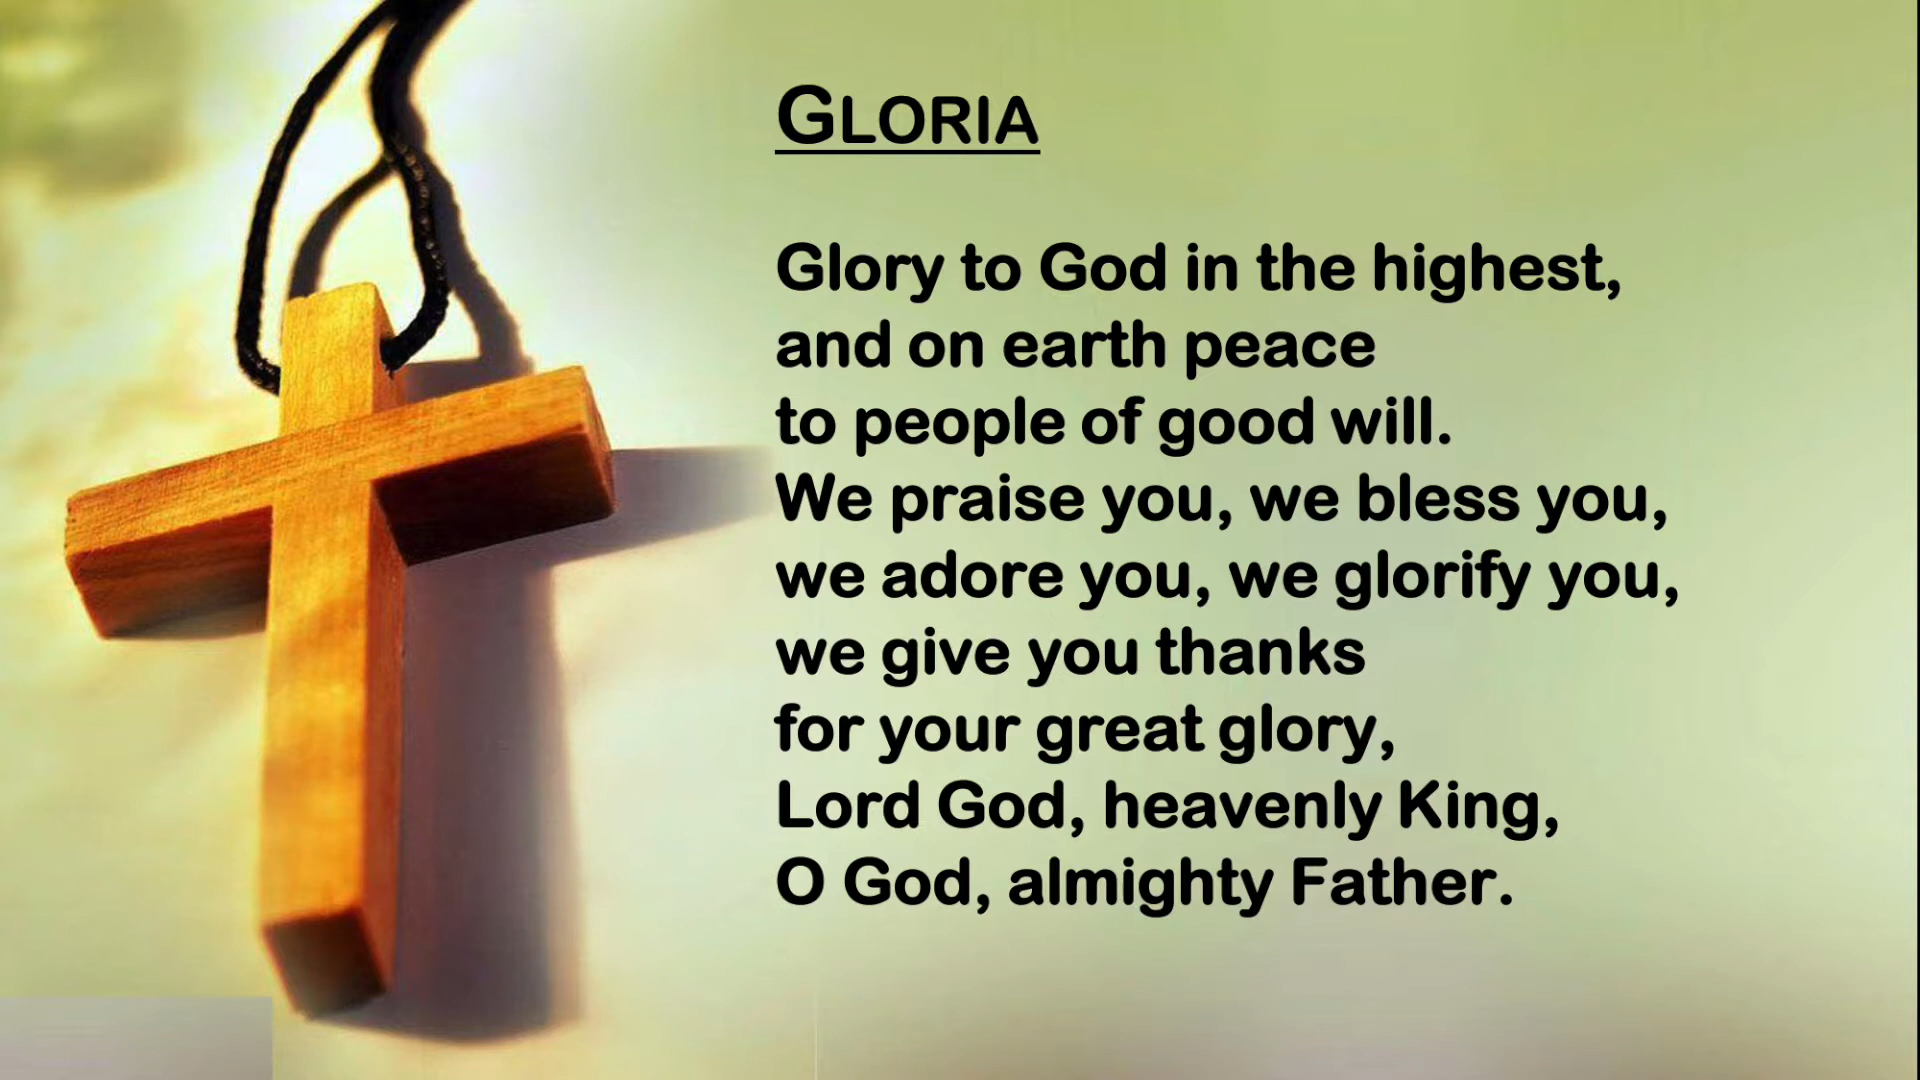 GLORIA
Glory to God in the highest,
and on earth peace
to people of good will.
We praise you, we bless you,
we adore you, we glorify you,
we give you thanks
for your great glory,
Lord God, heavenly King,
O God, almighty Father.